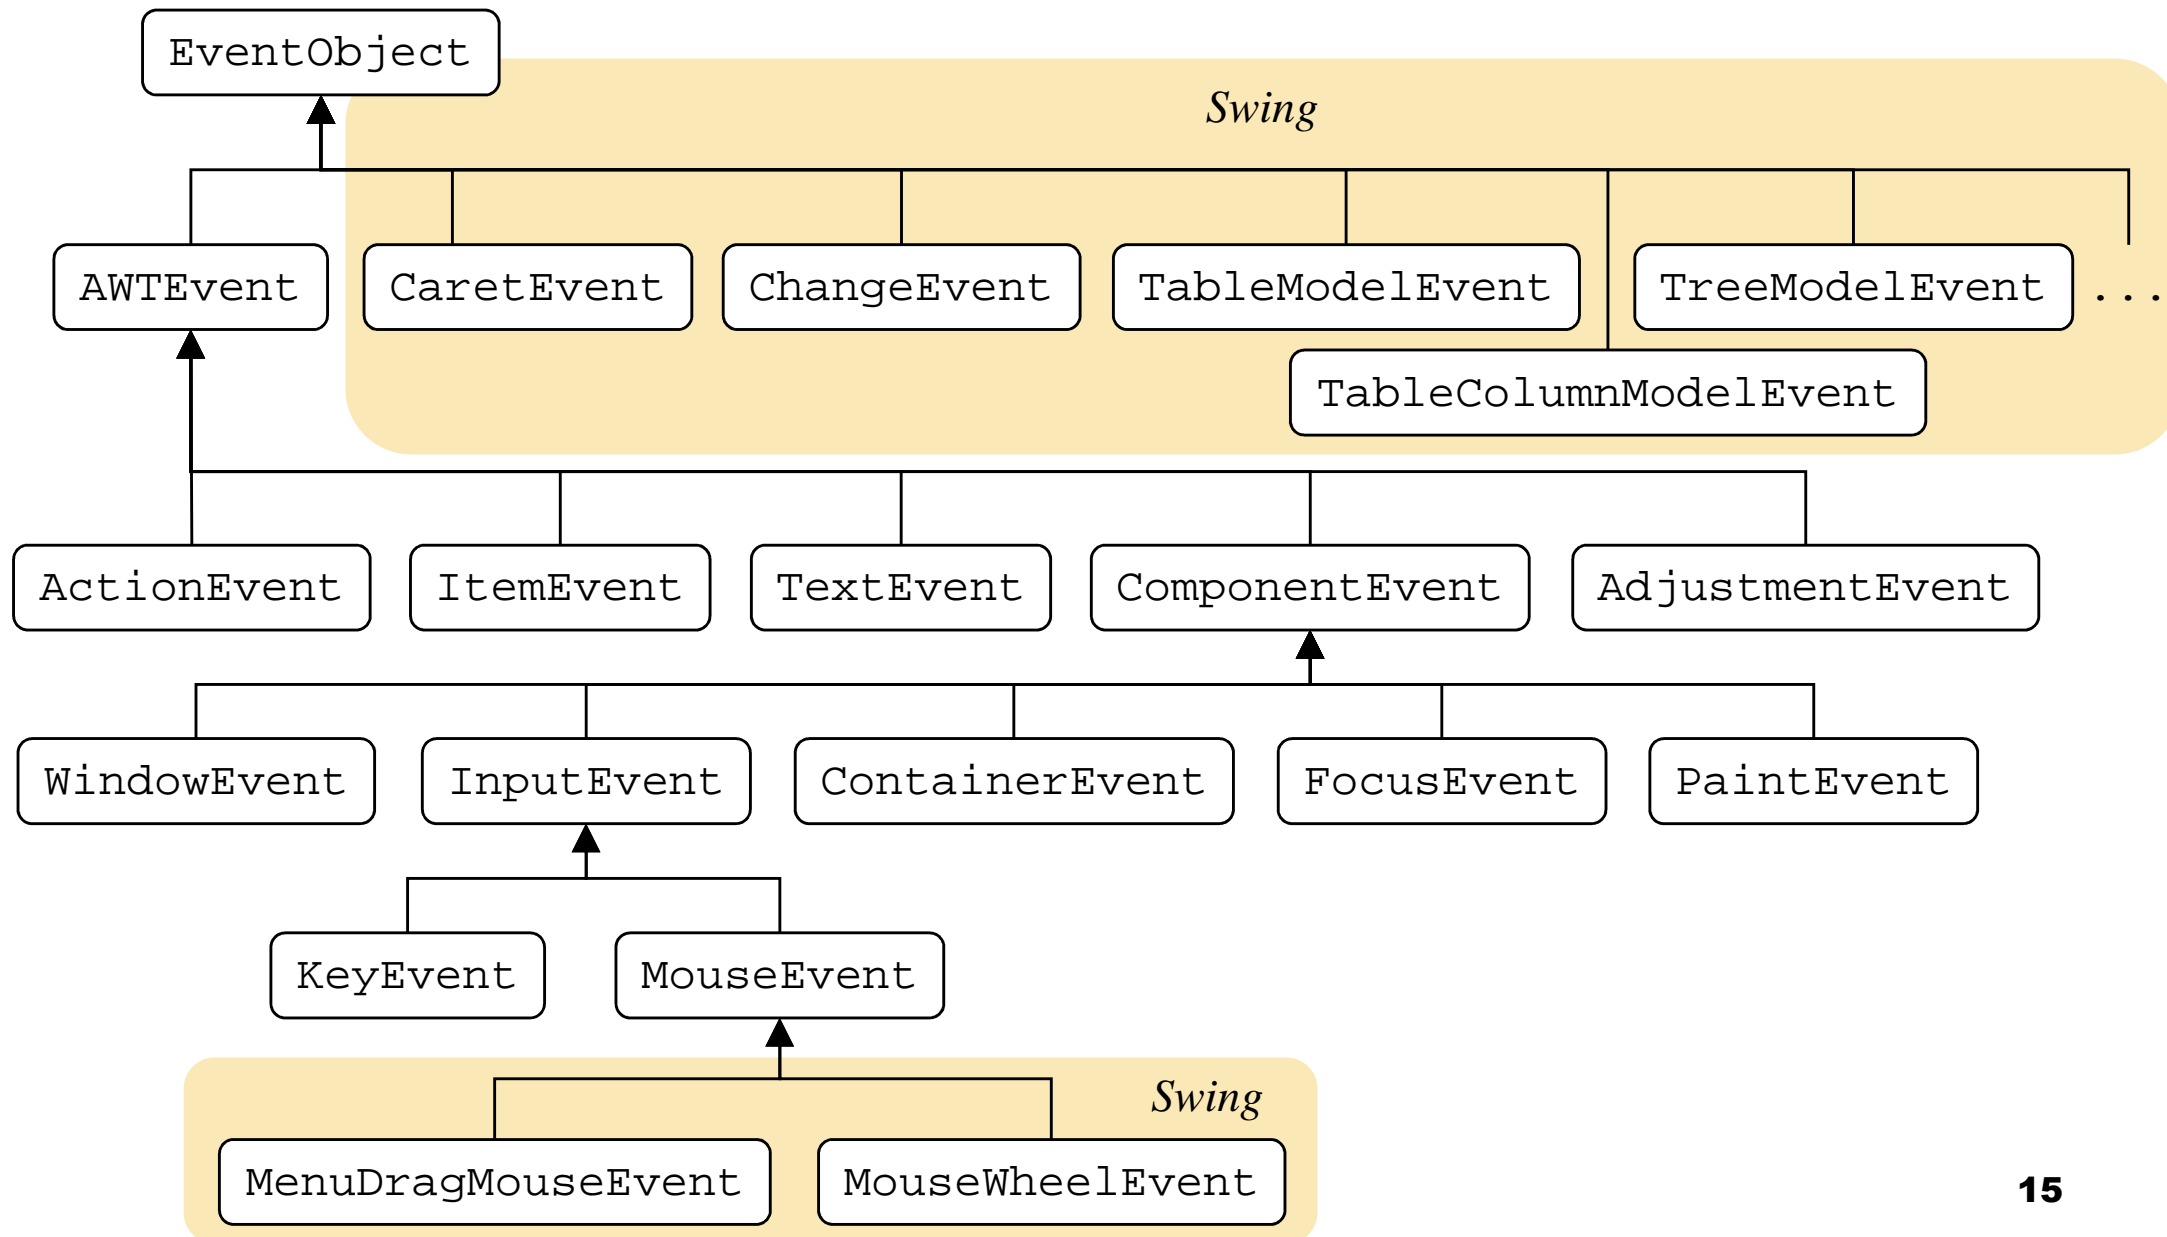 EventObject
Swing
AWTEvent
CaretEvent
ChangeEvent
TableModelEvent
TreeModelEvent
...
TableColumnModelEvent
ActionEvent
ItemEvent
TextEvent
ComponentEvent
AdjustmentEvent
WindowEvent
InputEvent
ContainerEvent
FocusEvent
PaintEvent
KeyEvent
MouseEvent
Swing
MenuDragMouseEvent
MouseWheelEvent
15